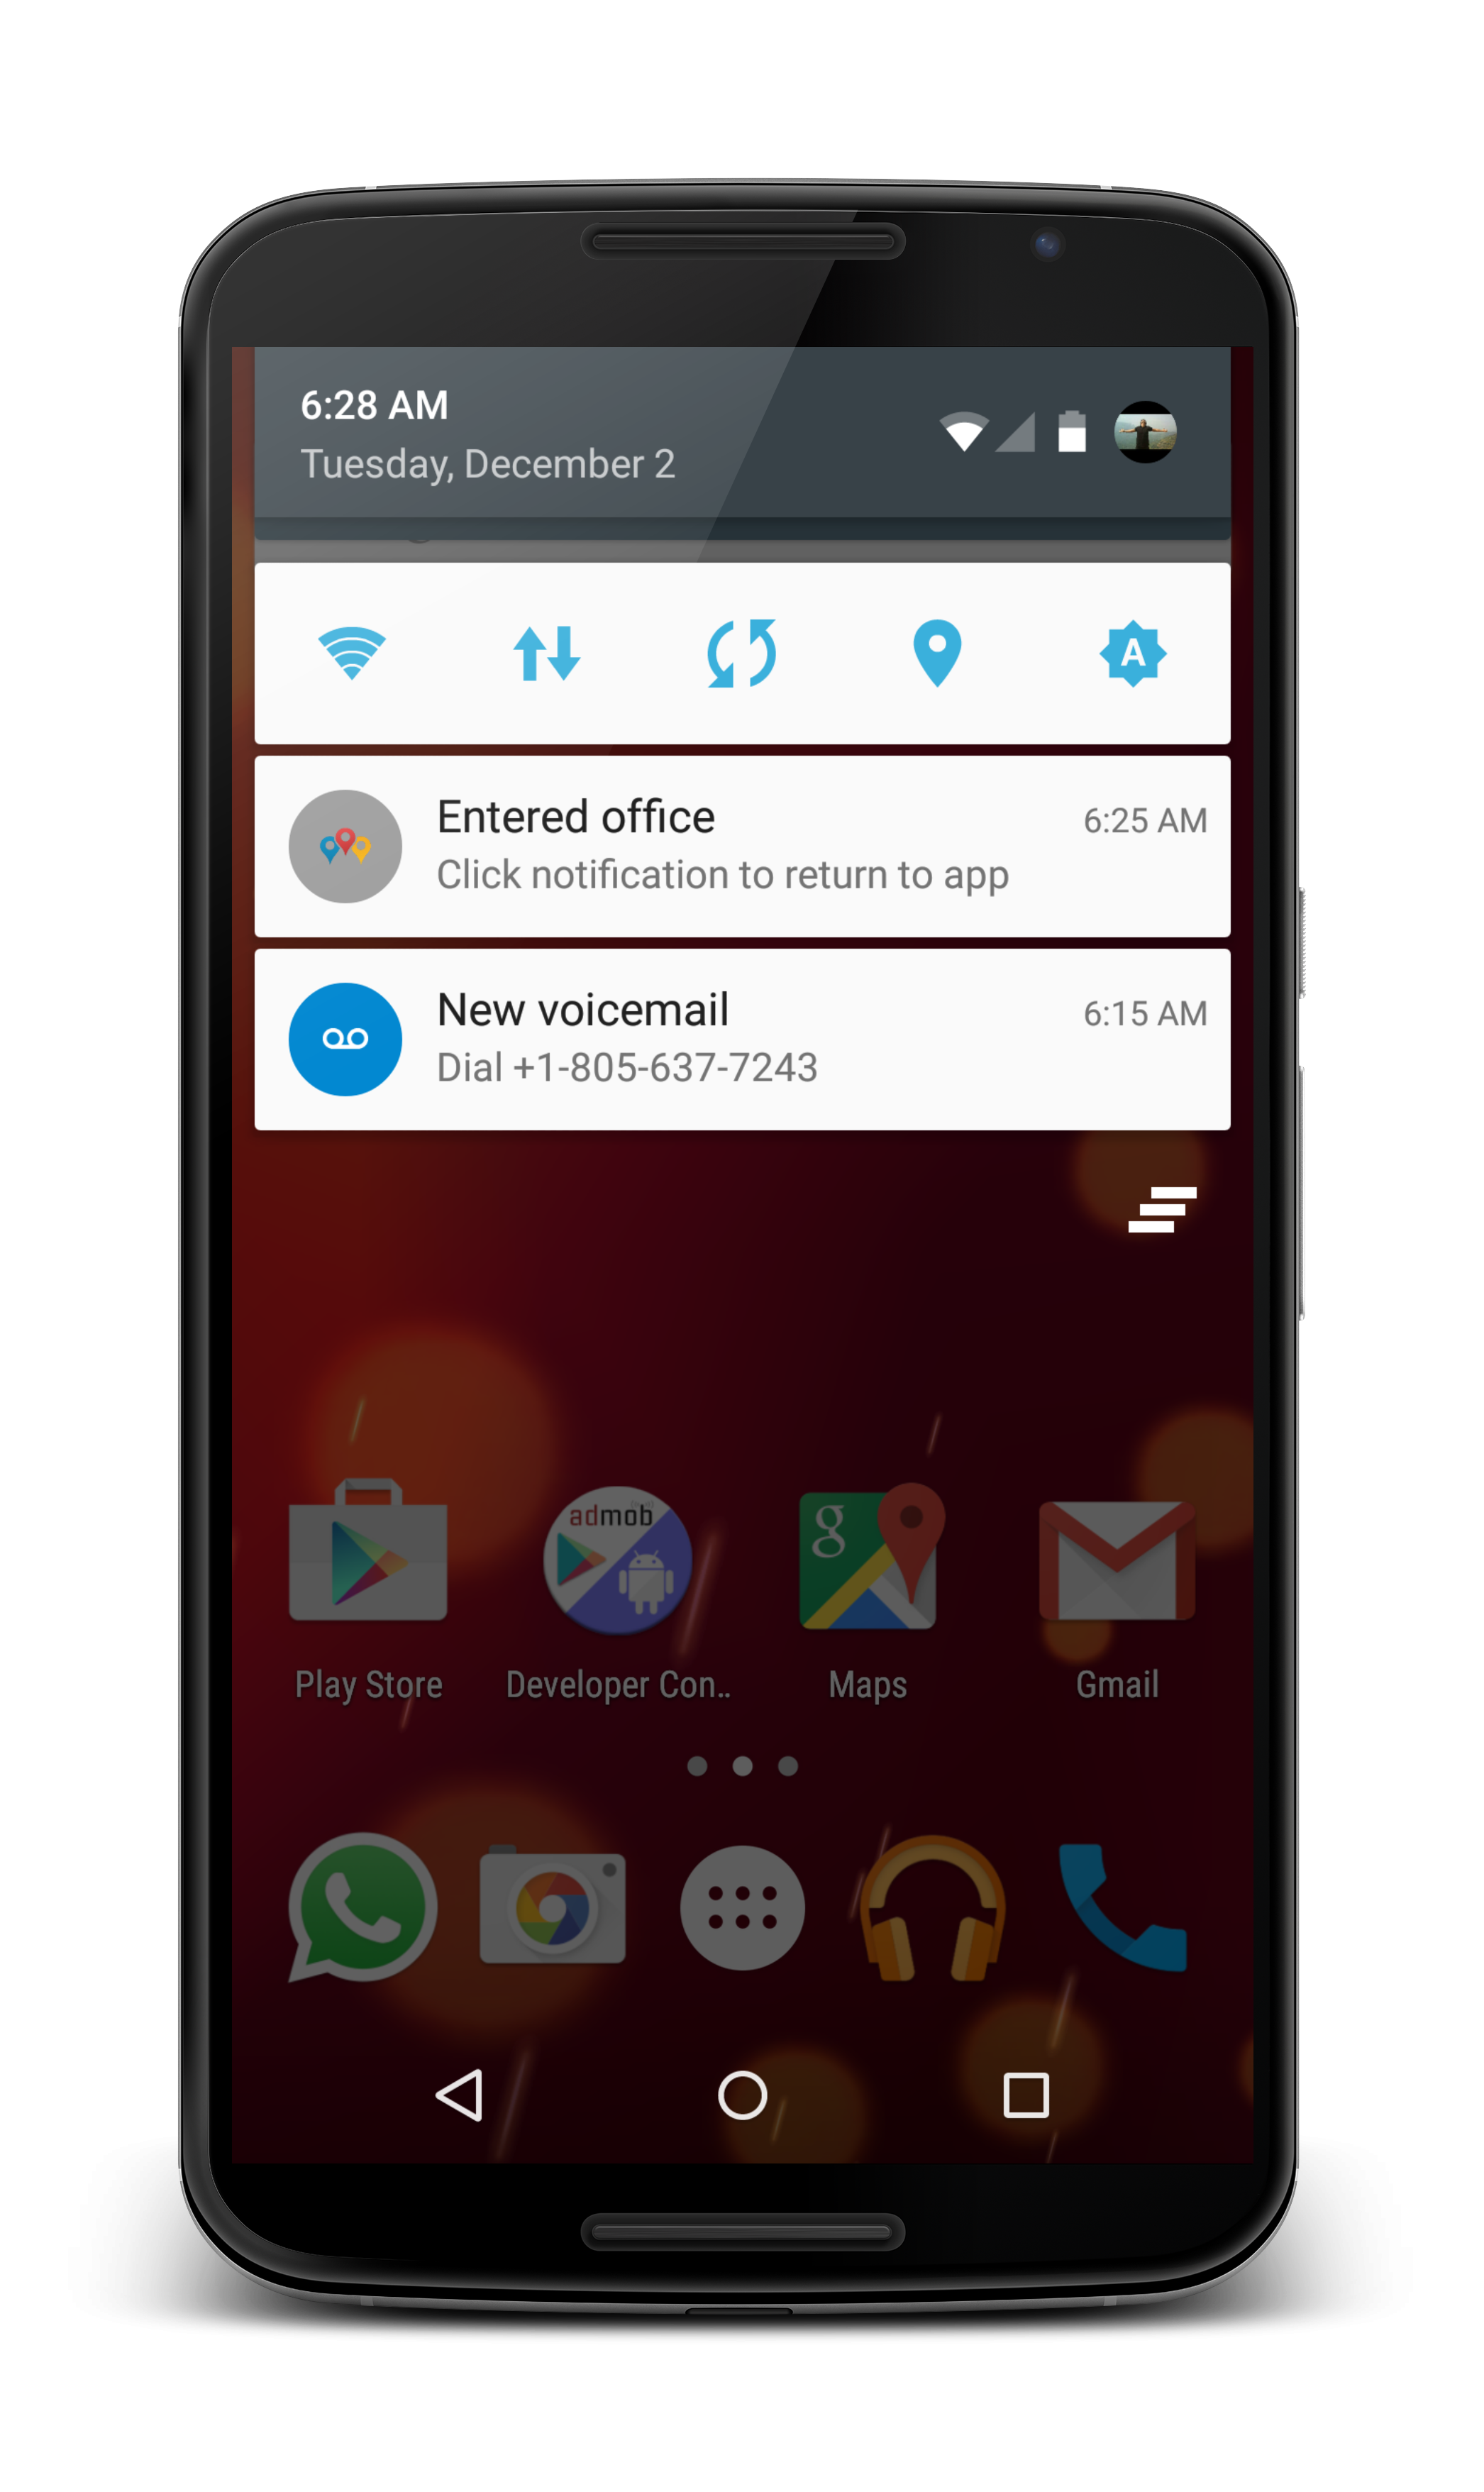 6:28 AM
Tuesday, December 2
A
Entered office
6:25 AM
Click notification to return to app
New voicemail
6:15 AM
Dial +1-805-637-7243
admob
g
Play Store
Developer Con..
Maps
Gmail